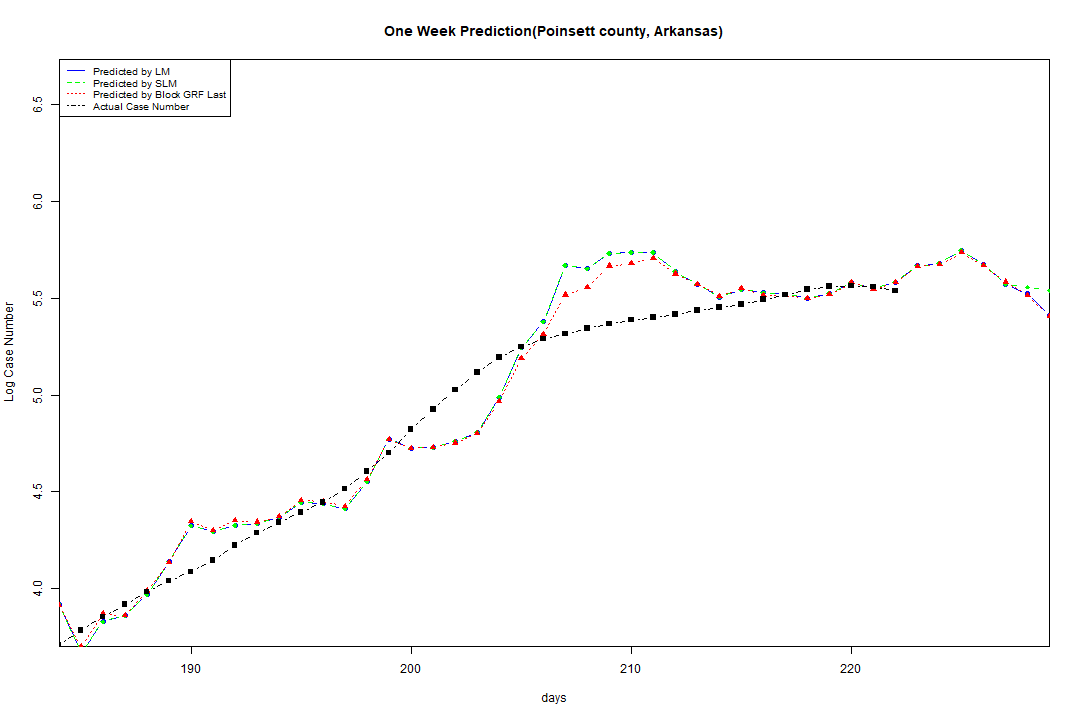 One Week Prediction(Poinsett county, Arkansas)
Predicted by LM
Predicted by SLM
Predicted by Block GRF Last
Actual Case Number
6.5
6.0
5.5
5.0
4.5
4.0
Log Case Number
190 200 210 220
days